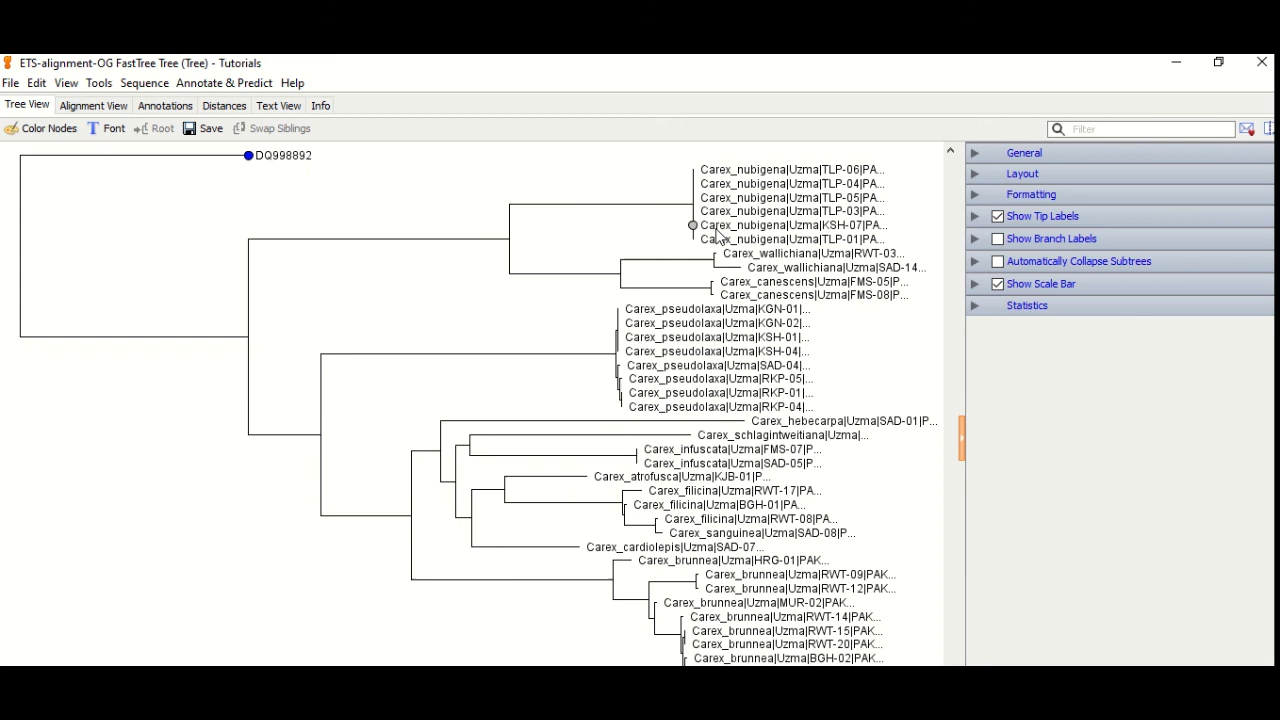 ETS-alignment-OG FastTree Tree (Tree) - Tutorials
File Edit View Tools Sequence Annotate & Predict Help
Tree View Alignment View Annotations Distances Text View Info
Color Nodes T Font Root Save Swap Siblings Filter
General
Layout
Formatting
Show Tip Labels
Show Branch Labels
Automatically Collapse Subtrees
Show Scale Bar
Statistics
DQ998892
Carex_nubigena|Uzma|TLP-06|PA...
Carex_nubigena|Uzma|TLP-04|PA...
Carex_nubigena|Uzma|TLP-05|PA...
Carex_nubigena|Uzma|TLP-03|PA...
Carex_nubigena|Uzma|KSH-07|PA...
Carex_nubigena|Uzma|TLP-01|PA...
Carex_wallichiana|Uzma|RWT-03...
Carex_wallichiana|Uzma|SAD-14...
Carex_canescens|Uzma|FMS-05|P...
Carex_canescens|Uzma|FMS-08|P...
Carex_pseudolaxa|Uzma|KGN-01|...
Carex_pseudolaxa|Uzma|KGN-02|...
Carex_pseudolaxa|Uzma|KSH-01|...
Carex_pseudolaxa|Uzma|KSH-04|...
Carex_pseudolaxa|Uzma|SAD-04|...
Carex_pseudolaxa|Uzma|RKP-05|...
Carex_pseudolaxa|Uzma|RKP-01|...
Carex_pseudolaxa|Uzma|RKP-04|...
Carex_hebecarpa|Uzma|SAD-01|P...
Carex_schlagintweitiana|Uzma|...
Carex_infuscata|Uzma|FMS-07|P...
Carex_infuscata|Uzma|SAD-05|P...
Carex_atrofusca|Uzma|KJB-01|P...
Carex_filicina|Uzma|RWT-17|PA...
Carex_filicina|Uzma|BGH-01|PA...
Carex_filicina|Uzma|RWT-08|PA...
Carex_sanguinea|Uzma|SAD-08|P...
Carex_cardiolepis|Uzma|SAD-07...
Carex_brunnea|Uzma|HRG-01|PAK...
Carex_brunnea|Uzma|RWT-09|PAK...
Carex_brunnea|Uzma|RWT-12|PAK...
Carex_brunnea|Uzma|MUR-02|PAK...
Carex_brunnea|Uzma|RWT-14|PAK...
Carex_brunnea|Uzma|RWT-15|PAK...
Carex_brunnea|Uzma|RWT-20|PAK...
Carex_brunnea|Uzma|BGH-02|PAK...